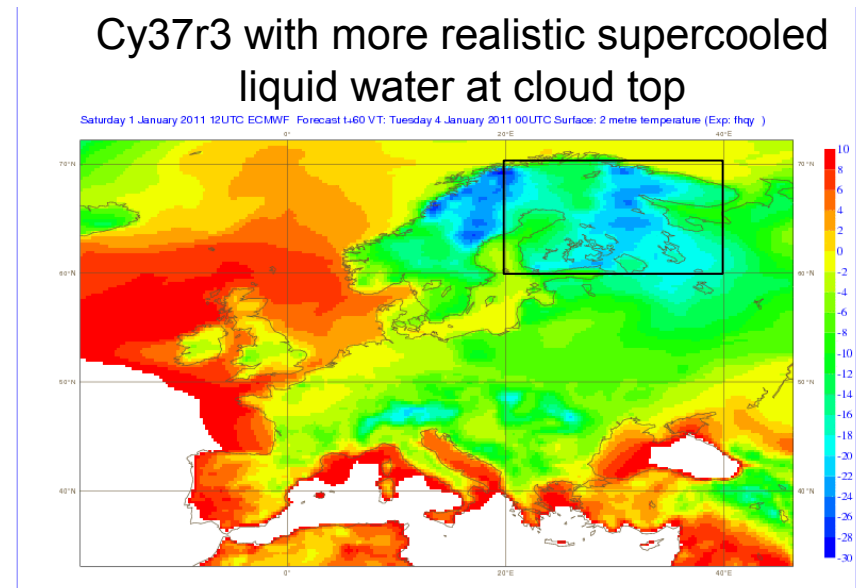 Cy37r3 with more realistic supercooled
liquid water at cloud top
Saturday 1 January 2011 12UTC ECMWF Forecast t+60 VT: Tuesday 4 January 2011 00UTC Surface: 2 metre temperature (Exp: fhqy )
0° 20°E 40°E
70°N 70°N
60°N 60°N
50°N 50°N
40°N 40°N
0° 20°E 40°E
10
8
6
4
2
0
-2
-4
-6
-8
-10
-12
-14
-16
-18
-20
-22
-24
-26
-28
-30